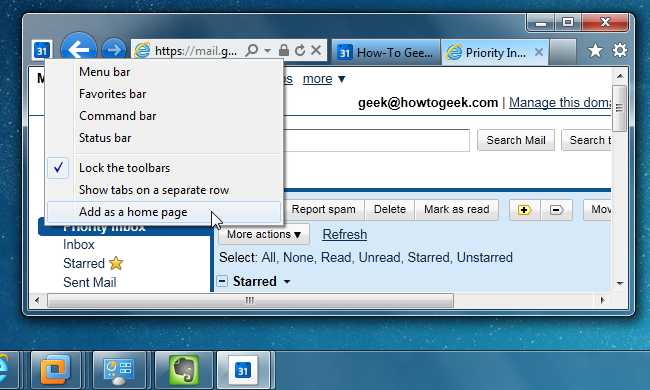 31 https://mail.g... 31 How-To Gee... Priority In...
M ps more ▼
geek@howtogeek.com | Manage this doma
Menu bar
Favorites bar
Command bar
Status bar
Lock the toolbars
Show tabs on a separate row
Add as a home page
Search Mail Search t
Report spam Delete Mark as read Mov
Priority Inbox
Inbox
Starred
Sent Mail
More actions ▼ Refresh
Select: All, None, Read, Unread, Starred, Unstarred
Starred
31